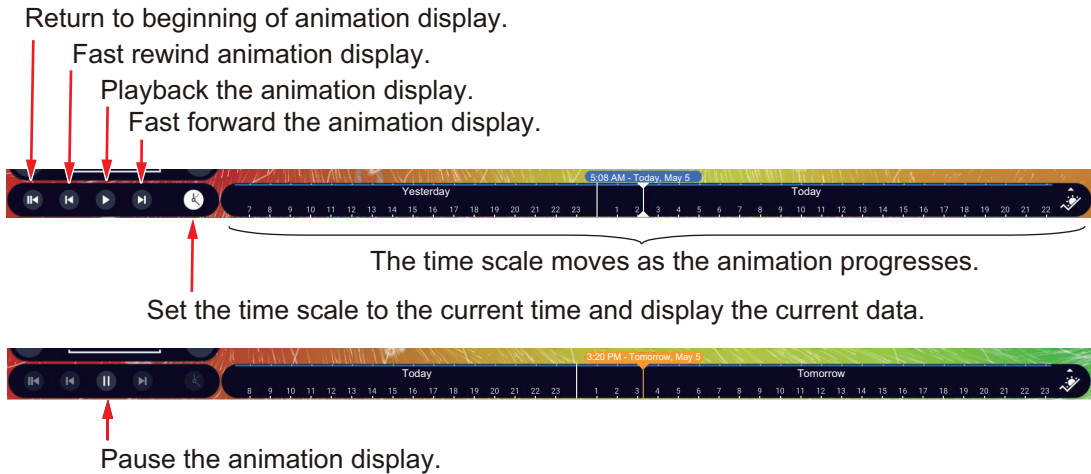 Return to beginning of animation display.
Fast rewind animation display.
Playback the animation display.
Fast forward the animation display.
5:08 AM - Today, May 5
Yesterday Today
7 8 9 10 11 12 13 14 15 16 17 18 19 20 21 22 23 1 2 3 4 5 6 7 8 9 10 11 12 13 14 15 16 17 18 19 20 21 22
The time scale moves as the animation progresses.
Set the time scale to the current time and display the current data.
3:20 PM - Tomorrow, May 5
Today Tomorrow
8 9 10 11 12 13 14 15 16 17 18 19 20 21 22 23 1 2 3 4 5 6 7 8 9 10 11 12 13 14 15 16 17 18 19 20 21 22 23
Pause the animation display.